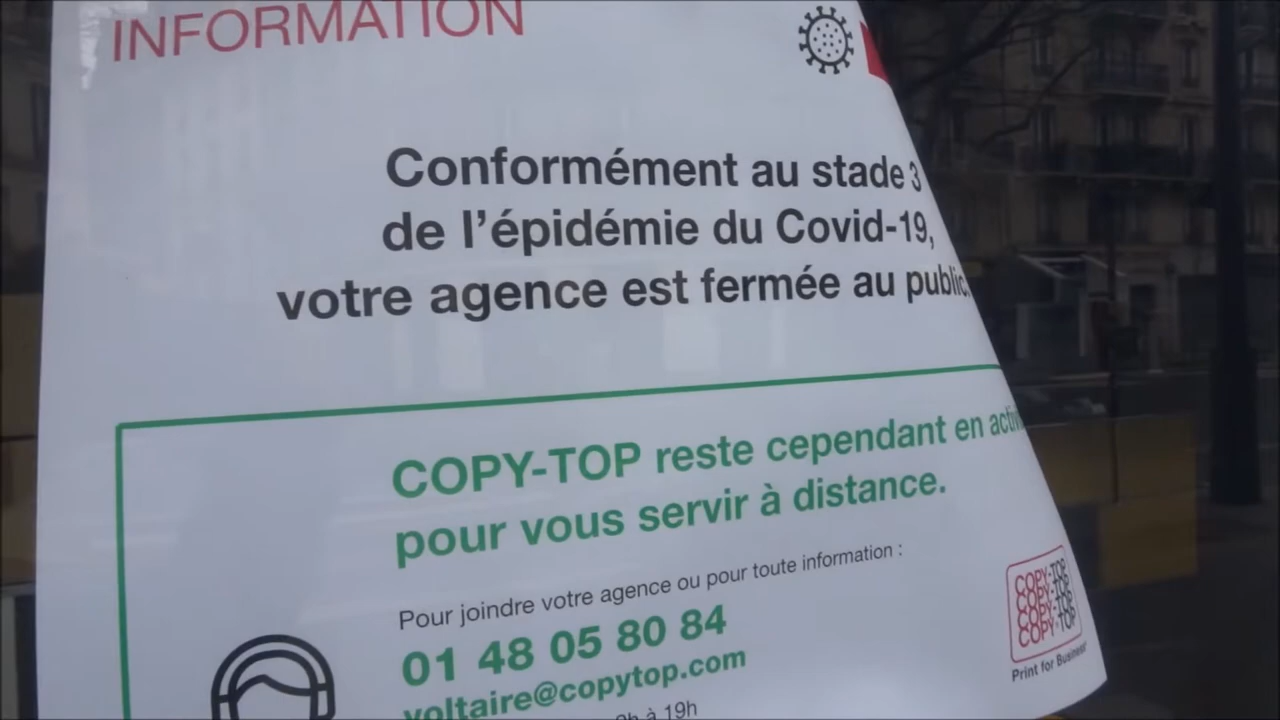 INFORMATION
Conformément au stade 3
de l'épidémie du Covid-19,
votre agence est fermée au public.
COPY-TOP reste cependant en activ
pour vous servir à distance.
Pour joindre votre agence ou pour toute information :
01 48 05 80 84
voltaire@copytop.com
à 19h
COPY-TOP
COPY-TOP
COPY-TOP
COPY-TOP
Print for Business